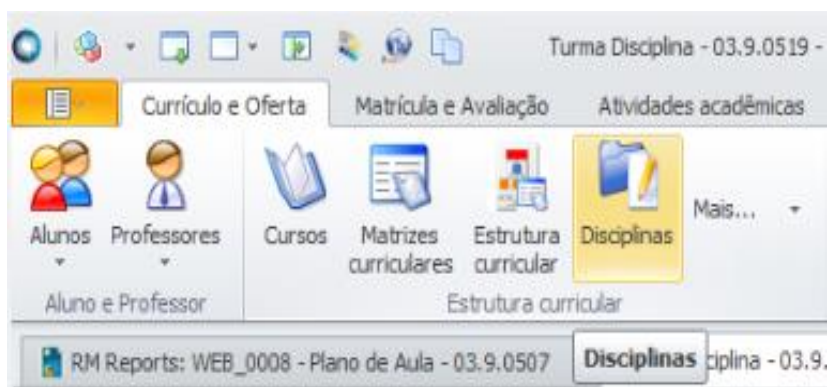 Turma Disciplina - 03.9.0519 -
Currículo e Oferta Matrícula e Avaliação Atividades acadêmicas
Alunos Professores Cursos Matrizes curriculares Estrutura curricular Disciplinas Mais...
Aluno e Professor Estrutura curricular
RM Reports: WEB_0008 - Plano de Aula - 03.9.0507 Disciplinas ciplina - 03.9.